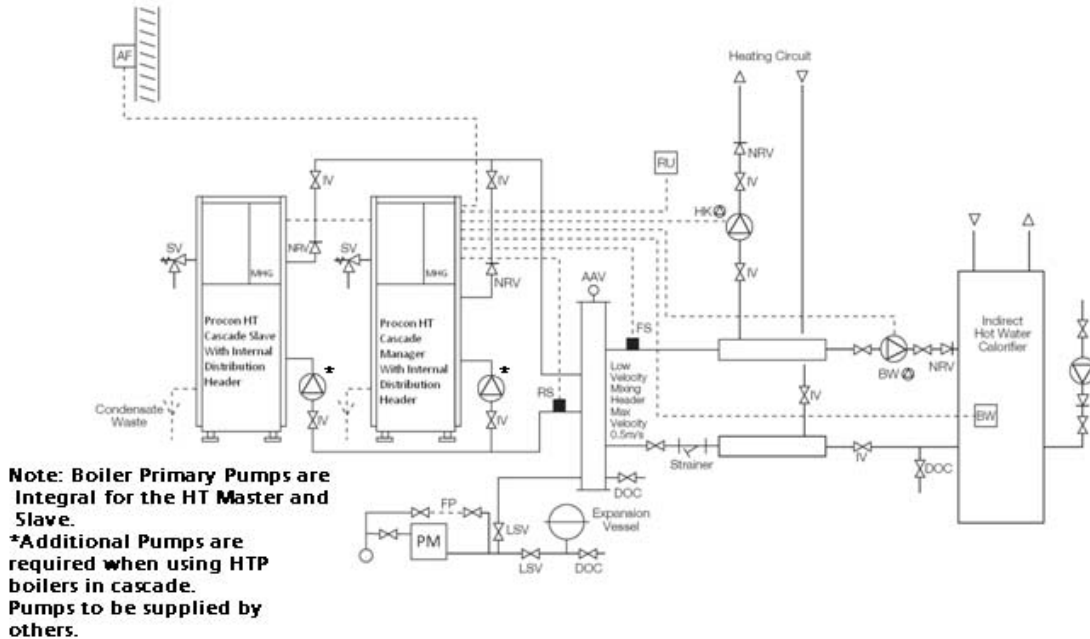 AF
Heating Circuit
NRV
IV
RU
HK
IV
IV
IV
SV
NRV
MHG
SV
MHG
NRV
AAV
FS
IV
Procon HT
Cascade Slave
With Internal
Distribution
Header
Procon HT
Cascade
Manager
With Internal
Distribution
Header
*
*
IV
IV
RS
Low
Velocity
Mixing
Header
Max
Velocity
0.5m/s
BW
NRV
Indirect
Hot Water
Calorifier
BW
IV
Condensate
Waste
Strainer
IV
DOC
DOC
FP
PM
LSV
LSV
Expansion
Vessel
DOC
Note: Boiler Primary Pumps are
Integral for the HT Master and
Slave.
*Additional Pumps are
required when using HTP
boilers in cascade.
Pumps to be supplied by
others.